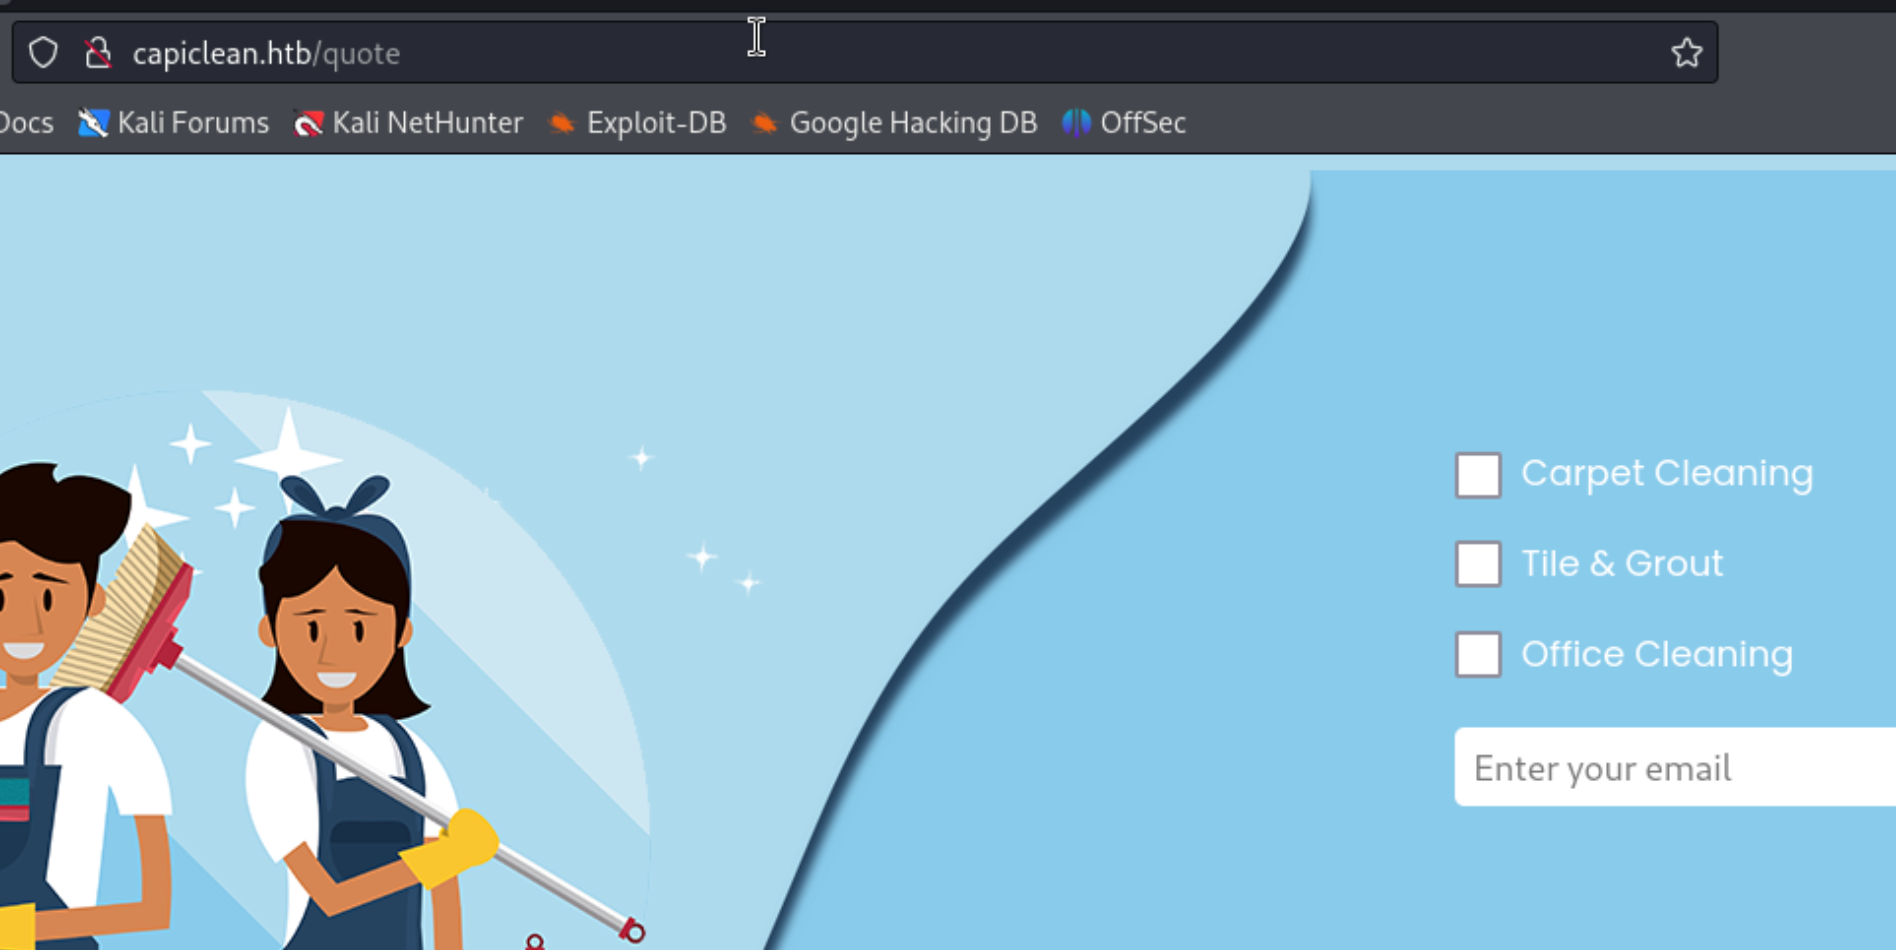 capiclean.htb/quote
Docs Kali Forums Kali NetHunter Exploit-DB Google Hacking DB OffSec
Carpet Cleaning
Tile & Grout
Office Cleaning
Enter your email